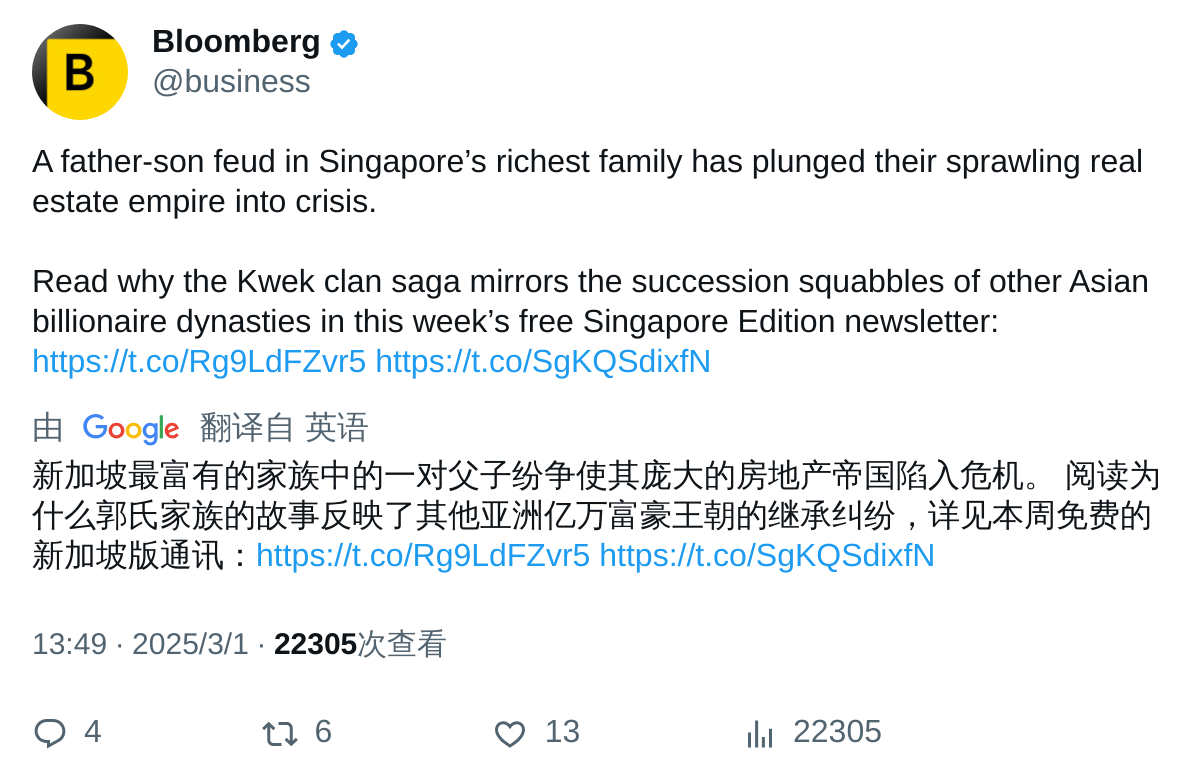 B
Bloomberg
@business
A father-son feud in Singapore’s richest family has plunged their sprawling real
estate empire into crisis.
Read why the Kwek clan saga mirrors the succession squabbles of other Asian
billionaire dynasties in this week’s free Singapore Edition newsletter:
https://t.co/Rg9LdFZvr5 https://t.co/SgKQSdixfN
由 Google 翻译自 英语
新加坡最富有的家族中的一对父子纷争使其庞大的房地产帝国陷入危机。 阅读为
什么郭氏家族的故事反映了其他亚洲亿万富豪王朝的继承纠纷，详见本周免费的
新加坡版通讯：https://t.co/Rg9LdFZvr5 https://t.co/SgKQSdixfN
13:49 · 2025/3/1 · 22305次查看
4 6 13 22305